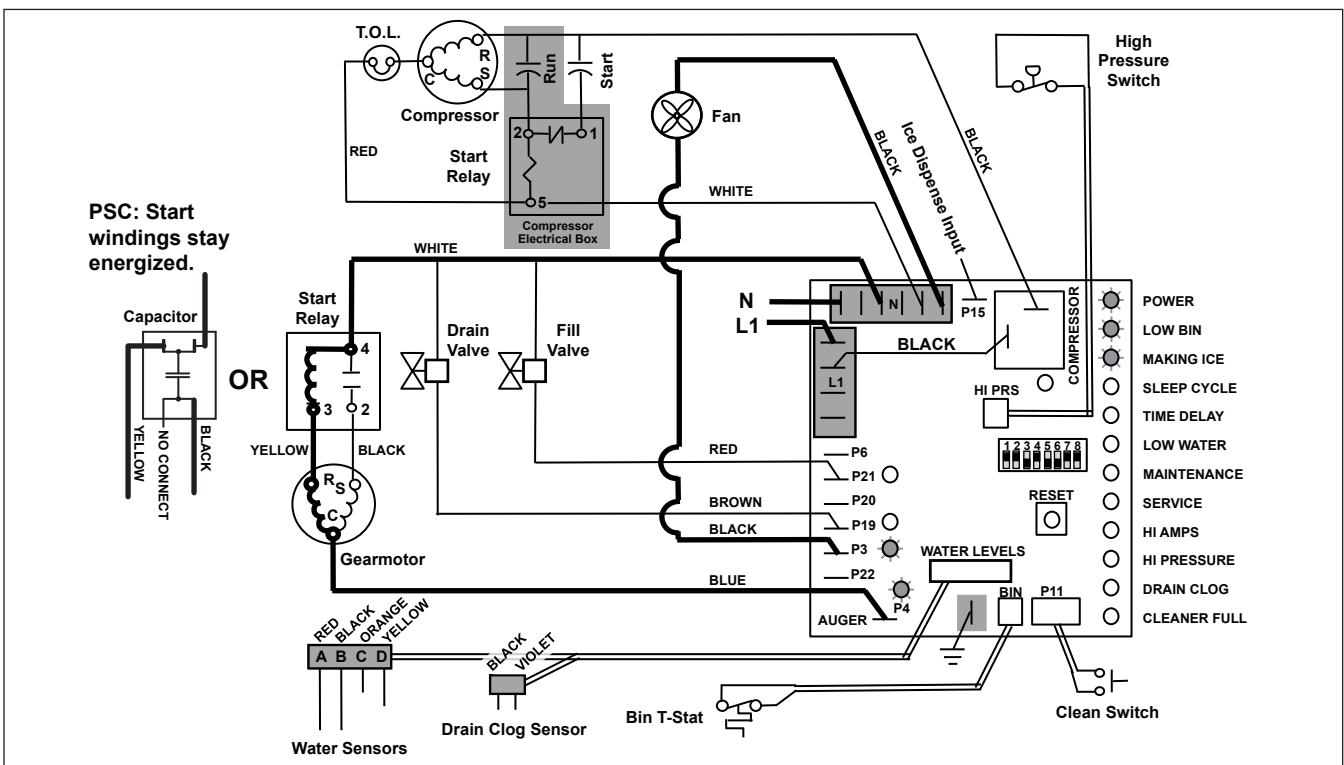 T.O.L.
R
S
C
Compressor
Run
Start
RED
2
1
Start
Relay
5
Compressor
Electrical Box
WHITE
Fan
BLACK
Ice Dispense Input
BLACK
High
Pressure
Switch
PSC: Start
windings stay
energized.
Capacitor
YELLOW
NO CONNECT
BLACK
OR
WHITE
Start
Relay
4
3
2
YELLOW
BLACK
R
S
C
Gearmotor
Drain
Valve
Fill
Valve
N
L1
N
P15
L1
BLACK
COMPRESSOR
HI PRS
RED
BROWN
BLACK
BLUE
P6
P21
P20
P19
P3
P22
P4
AUGER
1 2 3 4 5 6 7 8
RESET
WATER LEVELS
BIN
P11
POWER
LOW BIN
MAKING ICE
SLEEP CYCLE
TIME DELAY
LOW WATER
MAINTENANCE
SERVICE
HI AMPS
HI PRESSURE
DRAIN CLOG
CLEANER FULL
RED
BLACK
ORANGE
YELLOW
A B C D
Water Sensors
BLACK
VIOLET
Drain Clog Sensor
Bin T-Stat
Clean Switch